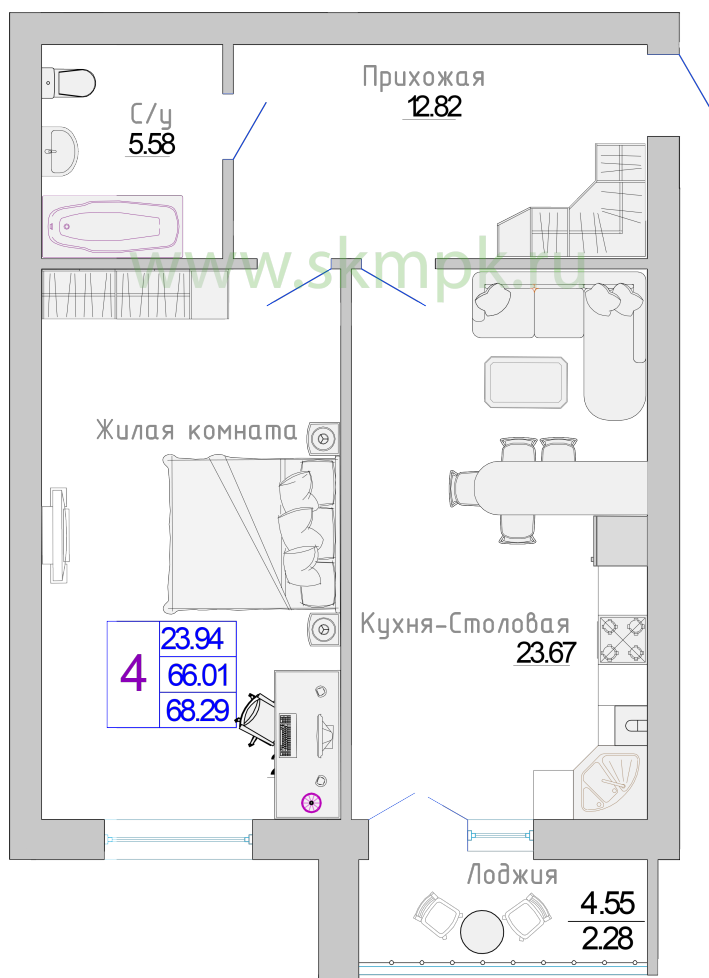 Прихожая
12.82
С/у
5.58
www.skmpk.ru
Жилая комната
Кухня-Столовая
23.67
4
23.94
66.01
68.29
Лоджия
4.55
2.28